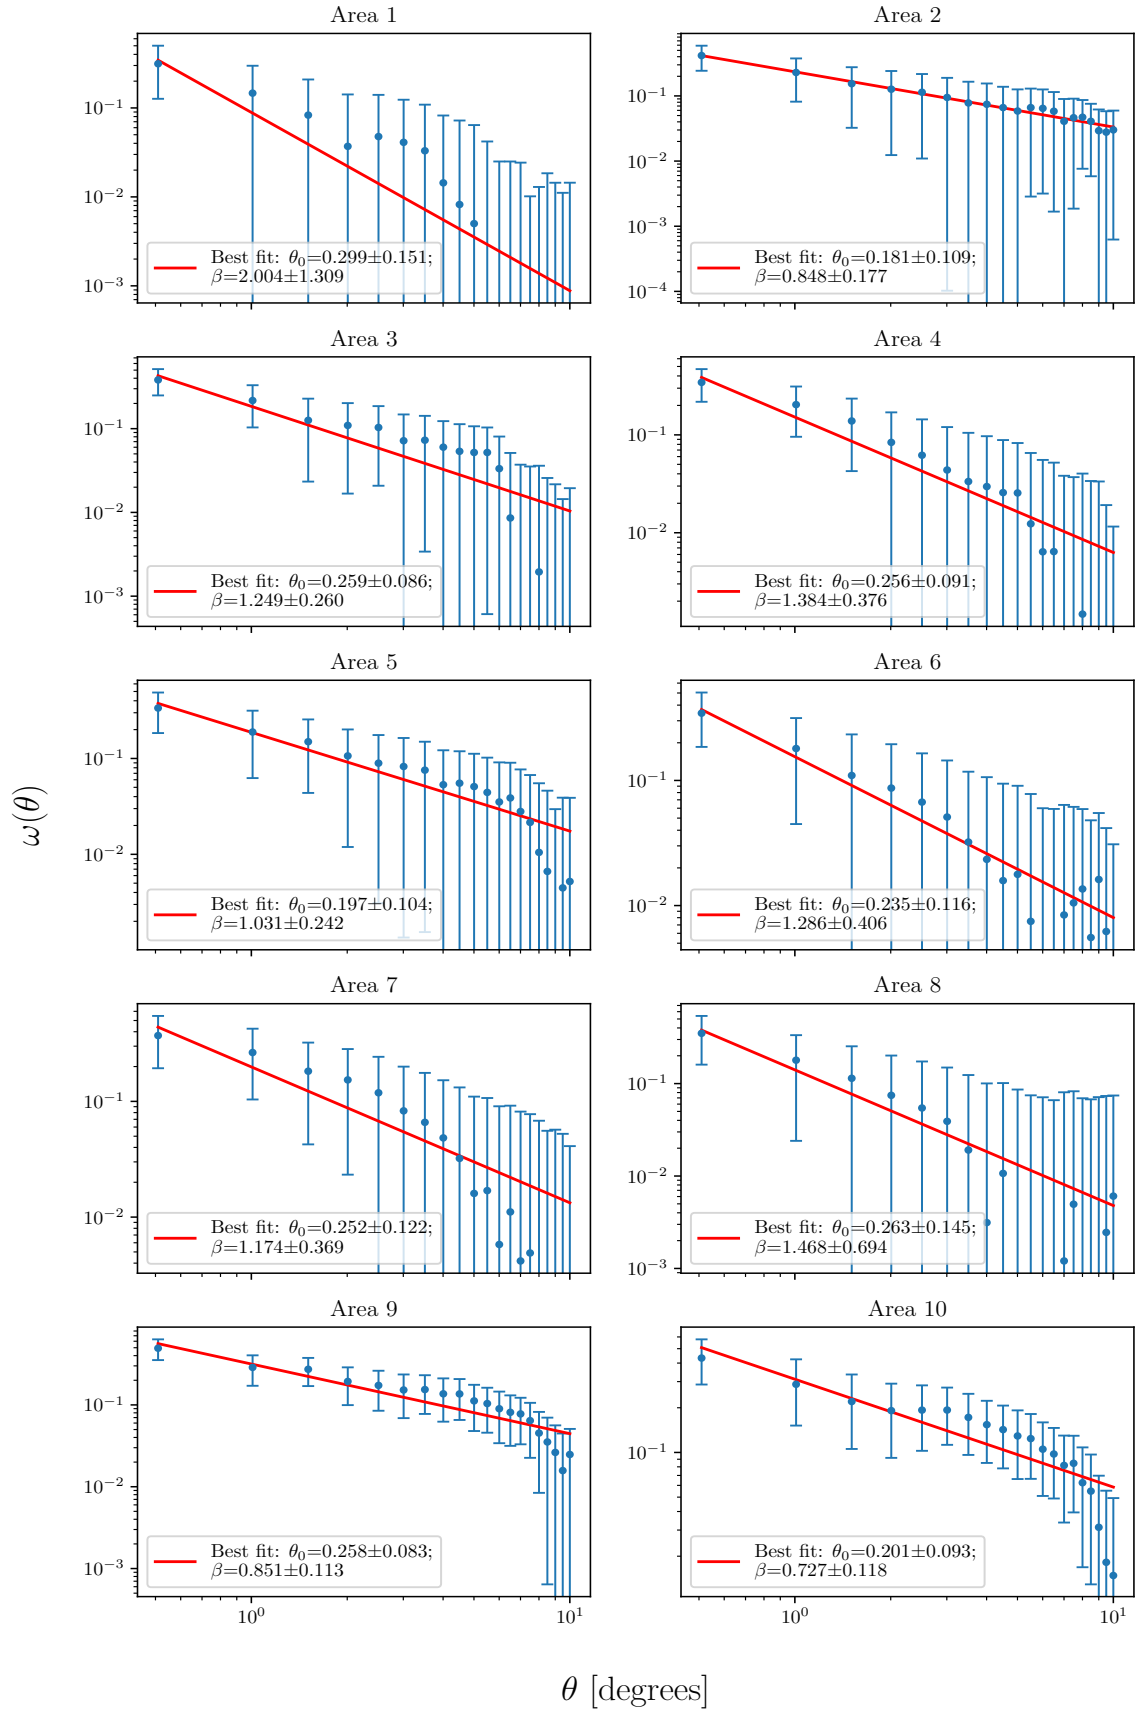 Area 1
10⁻¹
10⁻²
10⁻³
Best fit: θ₀=0.299±0.151;
β=2.004±1.309
Area 2
10⁻¹
10⁻²
10⁻³
10⁻⁴
Best fit: θ₀=0.181±0.109;
β=0.848±0.177
Area 3
10⁻¹
10⁻²
10⁻³
Best fit: θ₀=0.259±0.086;
β=1.249±0.260
Area 4
10⁻¹
10⁻²
Best fit: θ₀=0.256±0.091;
β=1.384±0.376
Area 5
10⁻¹
10⁻²
Best fit: θ₀=0.197±0.104;
β=1.031±0.242
Area 6
10⁻¹
10⁻²
Best fit: θ₀=0.235±0.116;
β=1.286±0.406
ω(θ)
Area 7
10⁻¹
10⁻²
Best fit: θ₀=0.252±0.122;
β=1.174±0.369
Area 8
10⁻¹
10⁻²
10⁻³
Best fit: θ₀=0.263±0.145;
β=1.468±0.694
Area 9
10⁻¹
10⁻²
10⁻³
Best fit: θ₀=0.258±0.083;
β=0.851±0.113
10⁰ 10¹
Area 10
10⁻¹
Best fit: θ₀=0.201±0.093;
β=0.727±0.118
10⁰ 10¹
θ [degrees]